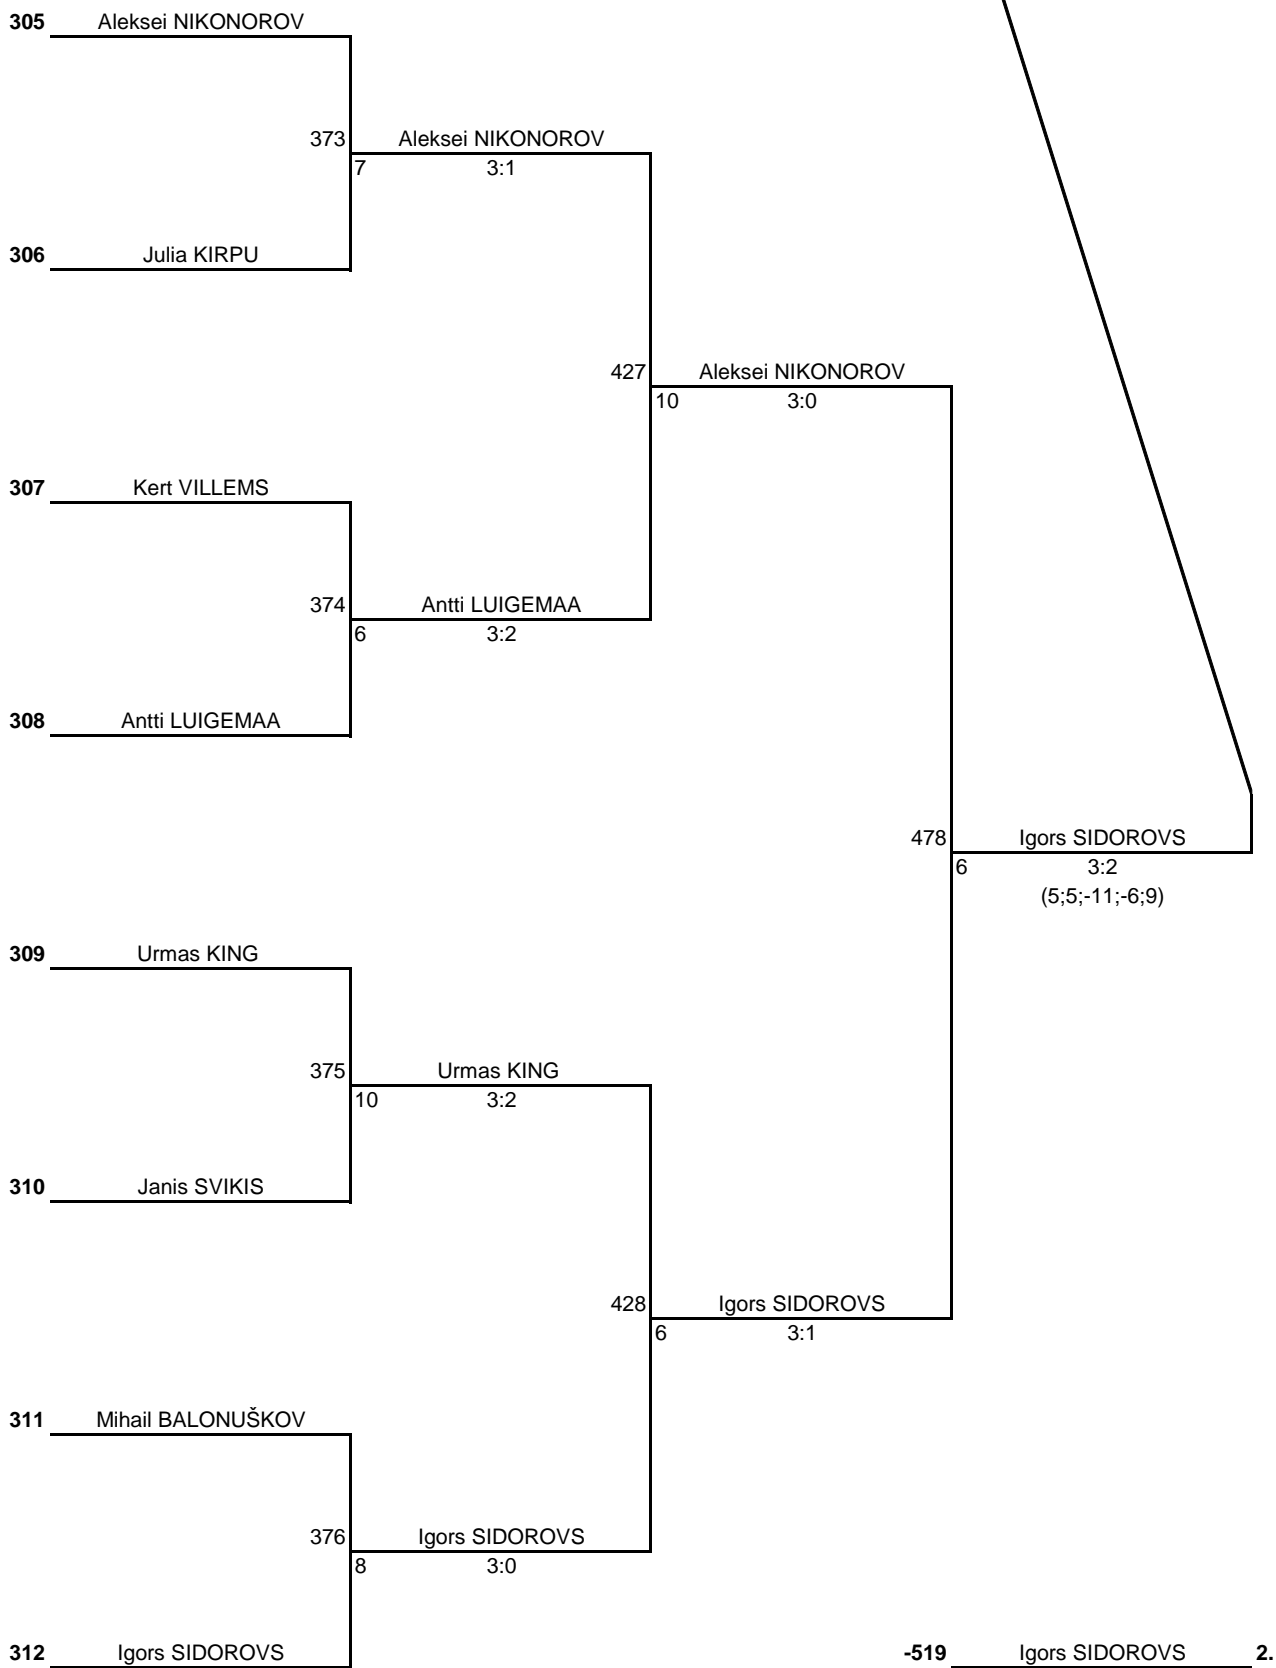 305 Aleksei NIKONOROV
373 Aleksei NIKONOROV
7 3:1
306 Julia KIRPU
427 Aleksei NIKONOROV
10 3:0
307 Kert VILLEMS
374 Antti LUIGEMAA
6 3:2
308 Antti LUIGEMAA
478 Igors SIDOROVS
6 3:2
(5;5;-11;-6;9)
309 Urmas KING
375 Urmas KING
10 3:2
310 Janis SVIKIS
428 Igors SIDOROVS
6 3:1
311 Mihail BALONUŠKOV
376 Igors SIDOROVS
8 3:0
312 Igors SIDOROVS -519 Igors SIDOROVS 2.